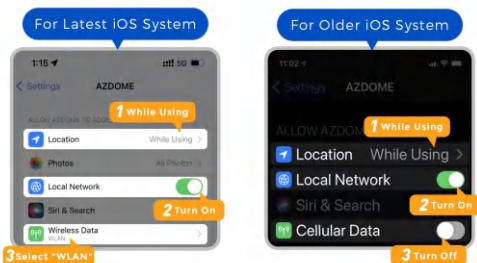 For Latest iOS System
1:15
5G
Settings
AZDOME
1 While Using
Location
While Using
Photos
All Photos
Local Network
Siri & Search
2 Turn On
Wireless Data
WLAN
3 Select "WLAN"
For Older iOS System
11:02
Settings
AZDOME
ALLOW AZDOM
1 While Using
Location
While Using
Local Network
Siri & Search
2 Turn On
Cellular Data
3 Turn Off